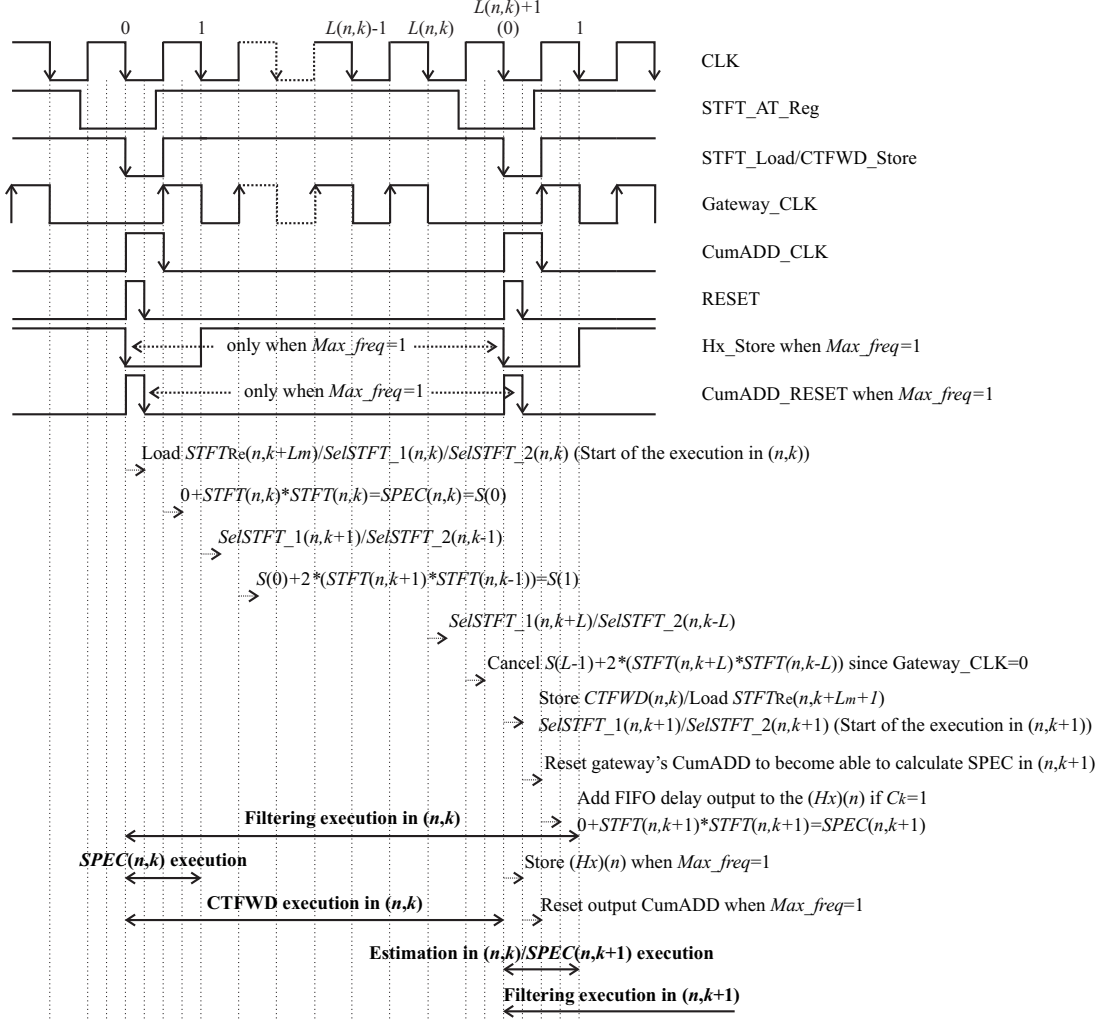 L(n,k)+1
0 1 L(n,k)-1 L(n,k) (0) 1
CLK
STFT_AT_Reg
STFT_Load/CTFWD_Store
Gateway_CLK
CumADD_CLK
RESET
only when Max_freq=1 Hx_Store when Max_freq=1
only when Max_freq=1 CumADD_RESET when Max_freq=1
Load STFTRe(n,k+Lm)/SelSTFT_1(n,k)/SelSTFT_2(n,k) (Start of the execution in (n,k))
0+STFT(n,k)*STFT(n,k)=SPEC(n,k)=S(0)
SelSTFT_1(n,k+1)/SelSTFT_2(n,k-1)
S(0)+2*(STFT(n,k+1)*STFT(n,k-1))=S(1)
SelSTFT_1(n,k+L)/SelSTFT_2(n,k-L)
Cancel S(L-1)+2*(STFT(n,k+L)*STFT(n,k-L)) since Gateway_CLK=0
Store CTFWD(n,k)/Load STFTRe(n,k+Lm+1)
SelSTFT_1(n,k+1)/SelSTFT_2(n,k+1) (Start of the execution in (n,k+1))
Reset gateway's CumADD to become able to calculate SPEC in (n,k+1)
Add FIFO delay output to the (Hx)(n) if Ck=1
Filtering execution in (n,k) 0+STFT(n,k+1)*STFT(n,k+1)=SPEC(n,k+1)
SPEC(n,k) execution Store (Hx)(n) when Max_freq=1
CTFWD execution in (n,k) Reset output CumADD when Max_freq=1
Estimation in (n,k)/SPEC(n,k+1) execution
Filtering execution in (n,k+1)